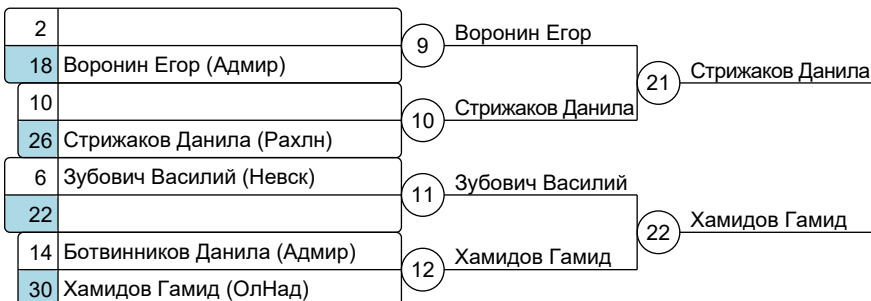 2
18 Воронин Егор (Адмир)
10
26 Стрижаков Данила (Рахлн)
6 Зубович Василий (Невск)
22
14 Ботвинников Данила (Адмир)
30 Хамидов Гамид (ОлНад)
9 Воронин Егор
10 Стрижаков Данила
11 Зубович Василий
12 Хамидов Гамид
21 Стрижаков Данила
22 Хамидов Гамид